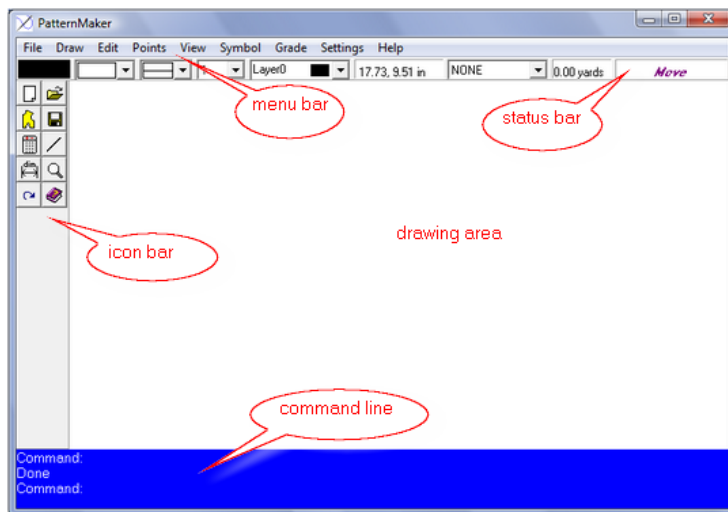 PatternMaker
File Draw Edit Points View Symbol Grade Settings Help
Layer0 17.73, 9.51 in NONE 0.00 yards Move
menu bar
status bar
icon bar
drawing area
command line
Command:
Done
Command: